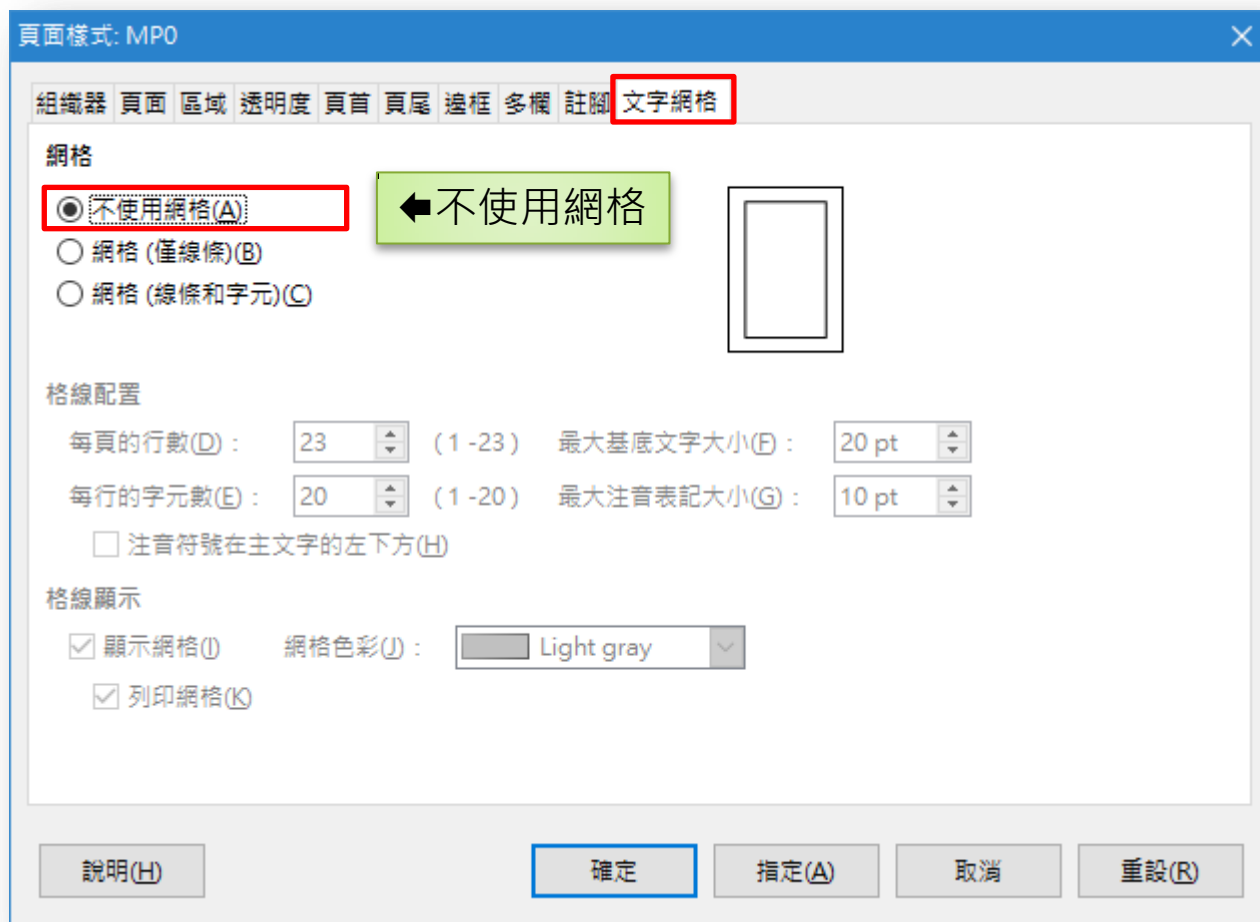 頁面樣式: MP0
組織器 頁面 區域 透明度 頁首 頁尾 邊框 多欄 註腳 文字網格
網格
不使用網格(A)
🡄不使用網格
網格 (僅線條)(B)
網格 (線條和字元)(C)
格線配置
每頁的行數(D)： 23 ( 1 -23 ) 最大基底文字大小(F)： 20 pt
每行的字元數(E)： 20 ( 1 -20 ) 最大注音表記大小(G)： 10 pt
注音符號在主文字的左下方(H)
格線顯示
顯示網格(I) 網格色彩(J)： Light gray
列印網格(K)
說明(H) 確定 指定(A) 取消 重設(R)